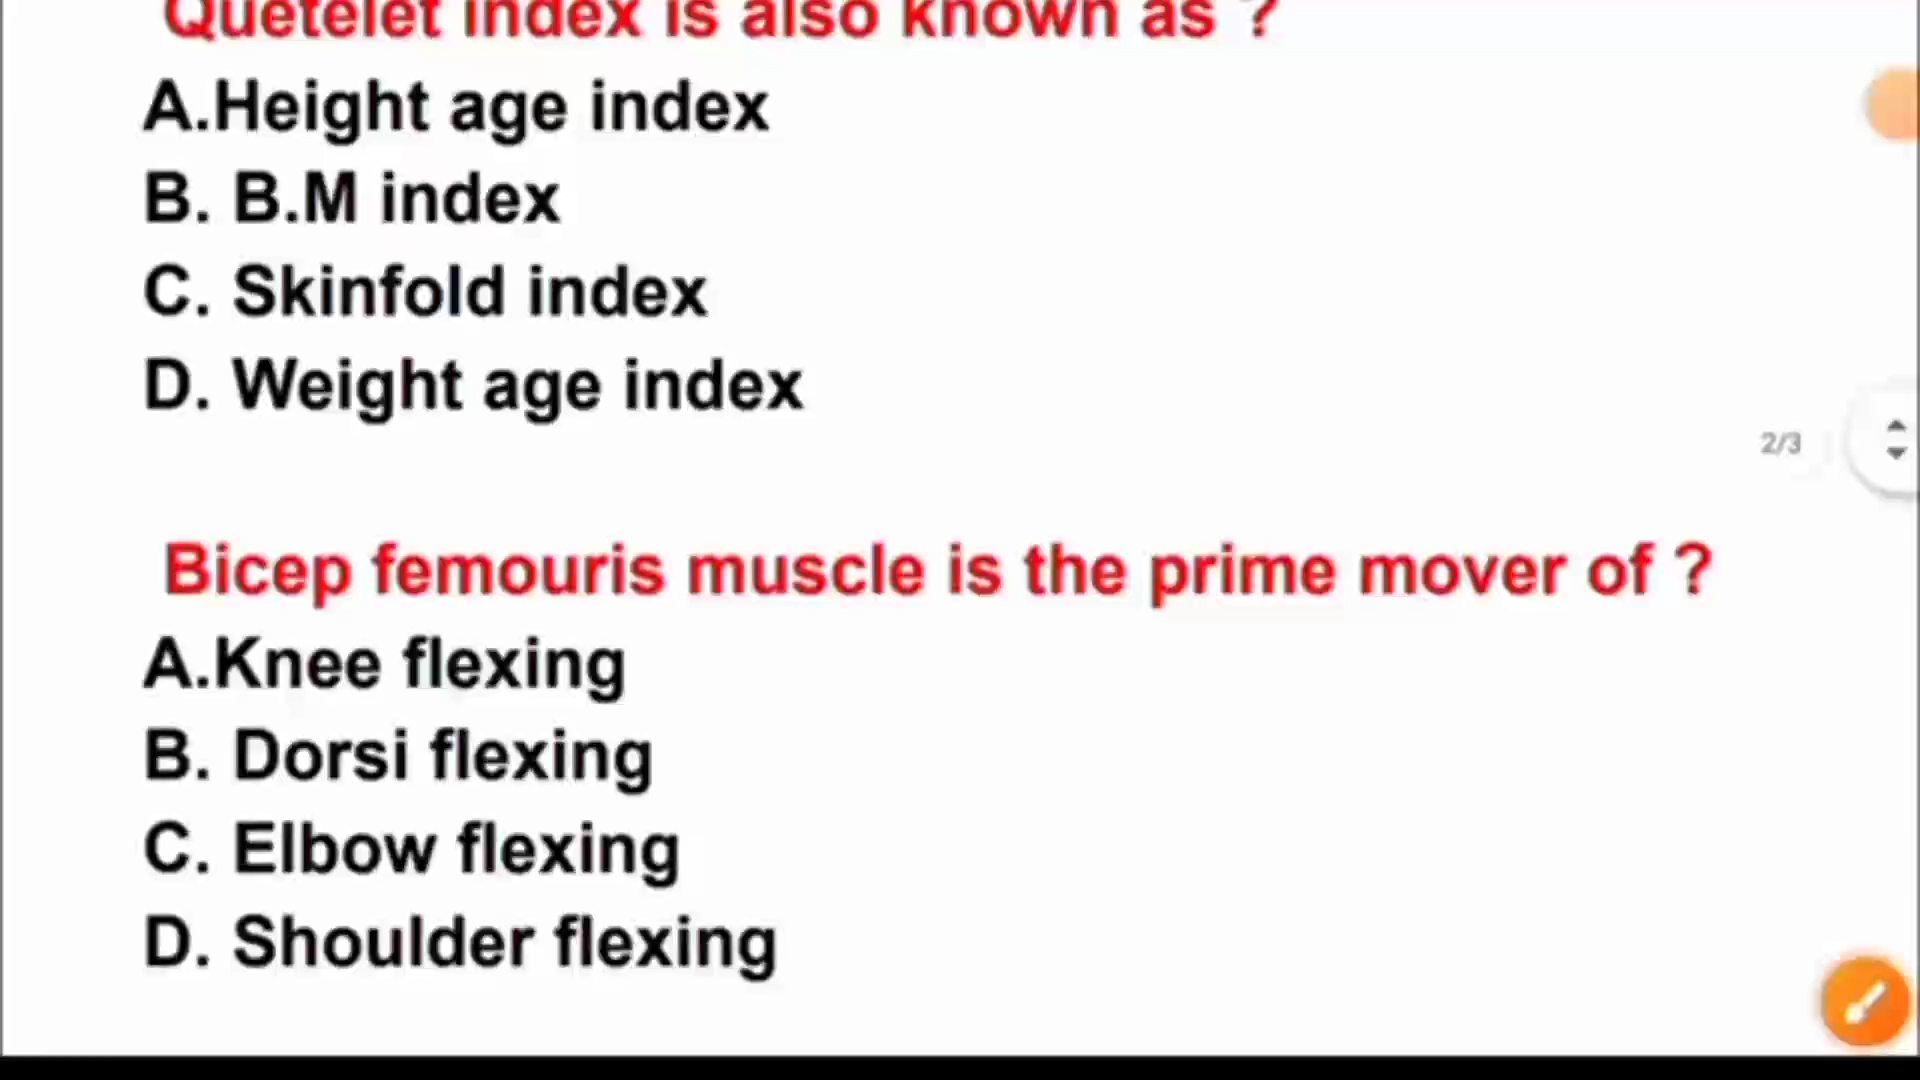 Quetelet index is also known as ?
A.Height age index
B. B.M index
C. Skinfold index
D. Weight age index
2/3
Bicep femouris muscle is the prime mover of ?
A.Knee flexing
B. Dorsi flexing
C. Elbow flexing
D. Shoulder flexing